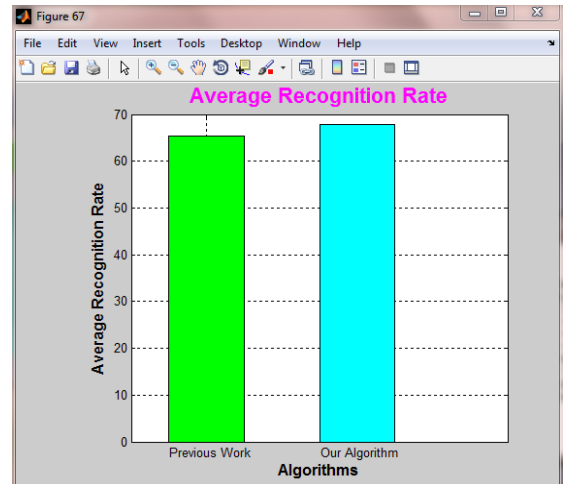 Figure 67
File Edit View Insert Tools Desktop Window Help
Average Recognition Rate
70
60
50
40
30
20
10
0
Average Recognition Rate
Previous Work Our Algorithm
Algorithms